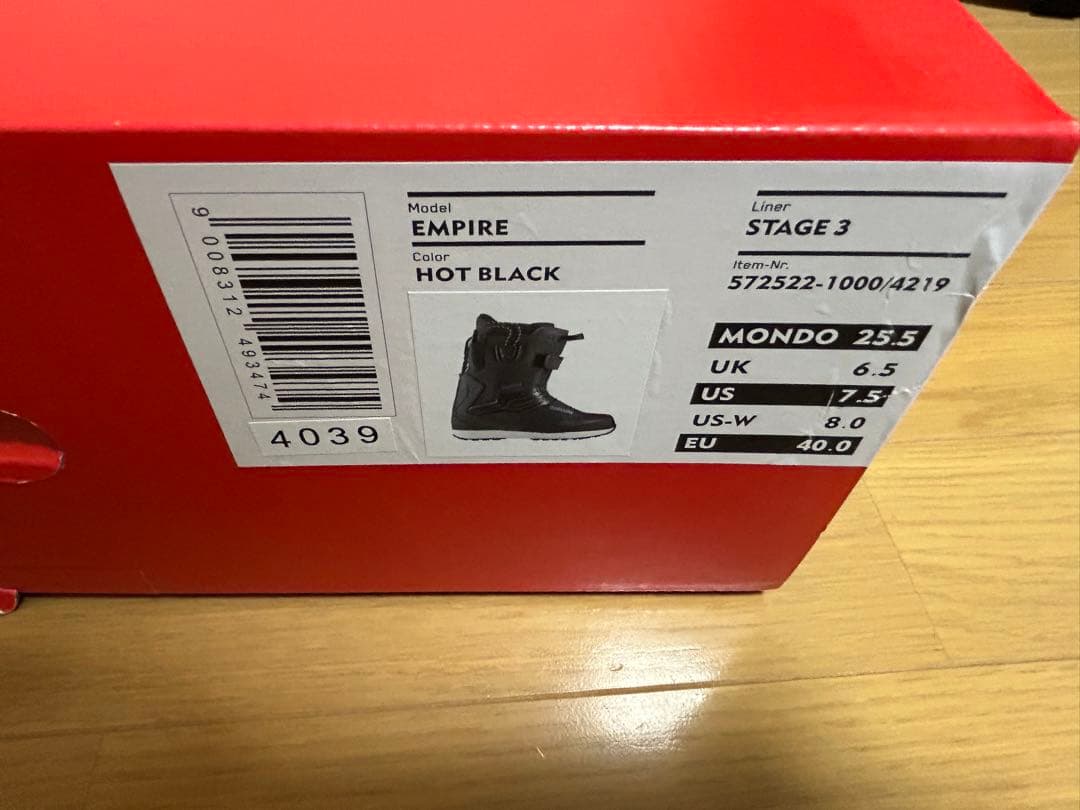 9 008312 493474
4039
Model
EMPIRE
Color
HOT BLACK
Liner
STAGE 3
Item-Nr.
572522-1000/4219
MONDO 25.5
UK 6.5
US 7.5
US-W 8.0
EU 40.0